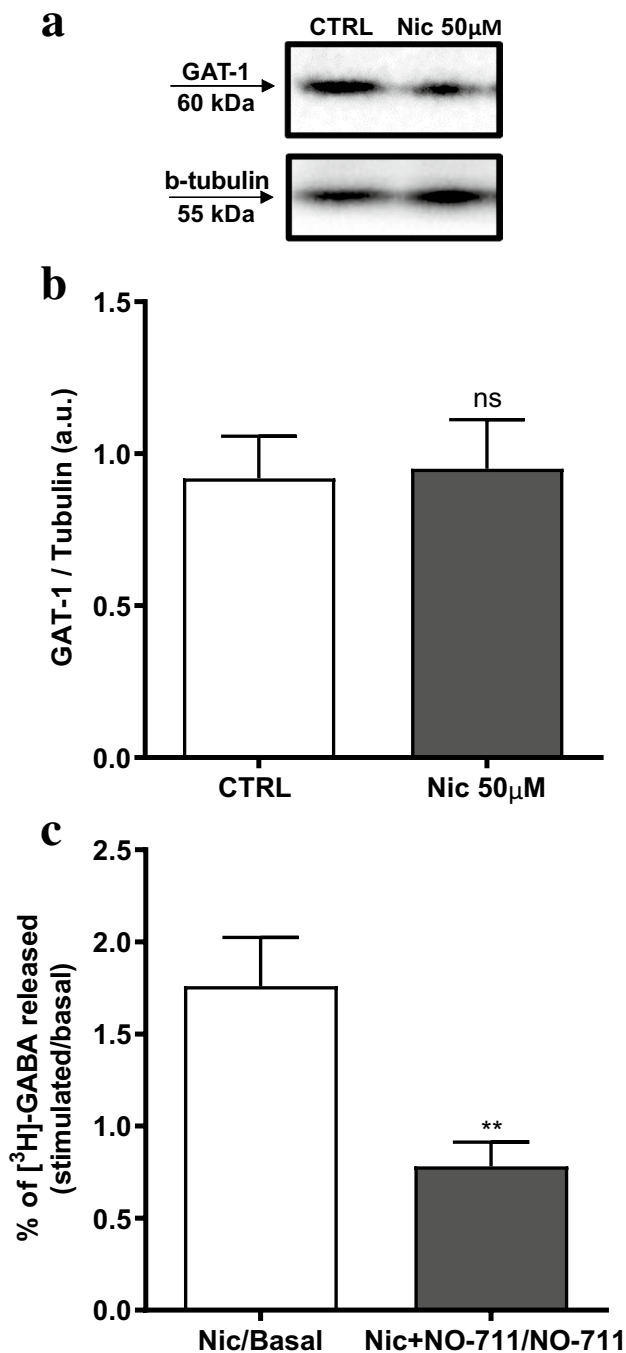 a
CTRL Nic 50μM
GAT-1
60 kDa
b-tubulin
55 kDa
b
GAT-1 / Tubulin (a.u.)
1.5
1.0
0.5
0.0
ns
CTRL Nic 50μM
c
% of [³H]-GABA released
(stimulated/basal)
2.5
2.0
1.5
1.0
0.5
0.0
**
Nic/Basal Nic+NO-711/NO-711